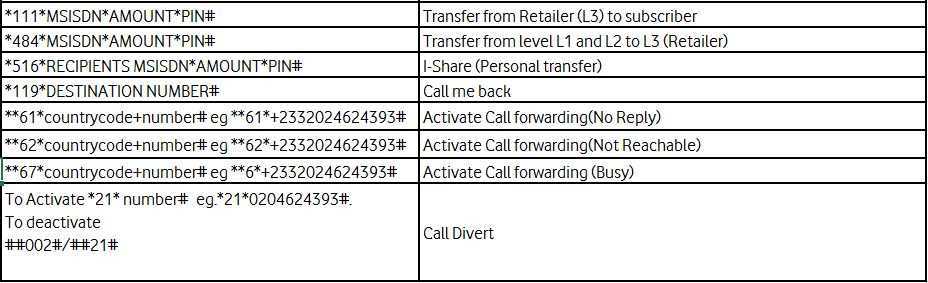 *111*MSISDN*AMOUNT*PIN# Transfer from Retailer (L3) to subscriber
*484*MSISDN*AMOUNT*PIN# Transfer from level L1 and L2 to L3 (Retailer)
*516*RECIPIENTS MSISDN*AMOUNT*PIN# I-Share (Personal transfer)
*119*DESTINATION NUMBER# Call me back
**61*countrycode+number# eg **61*+2332024624393# Activate Call forwarding(No Reply)
**62*countrycode+number# eg **62*+2332024624393# Activate Call forwarding(Not Reachable)
**67*countrycode+number# eg **6*+2332024624393# Activate Call forwarding (Busy)
To Activate *21* number#  eg.*21*0204624393#.
To deactivate
##002#/##21#
Call Divert